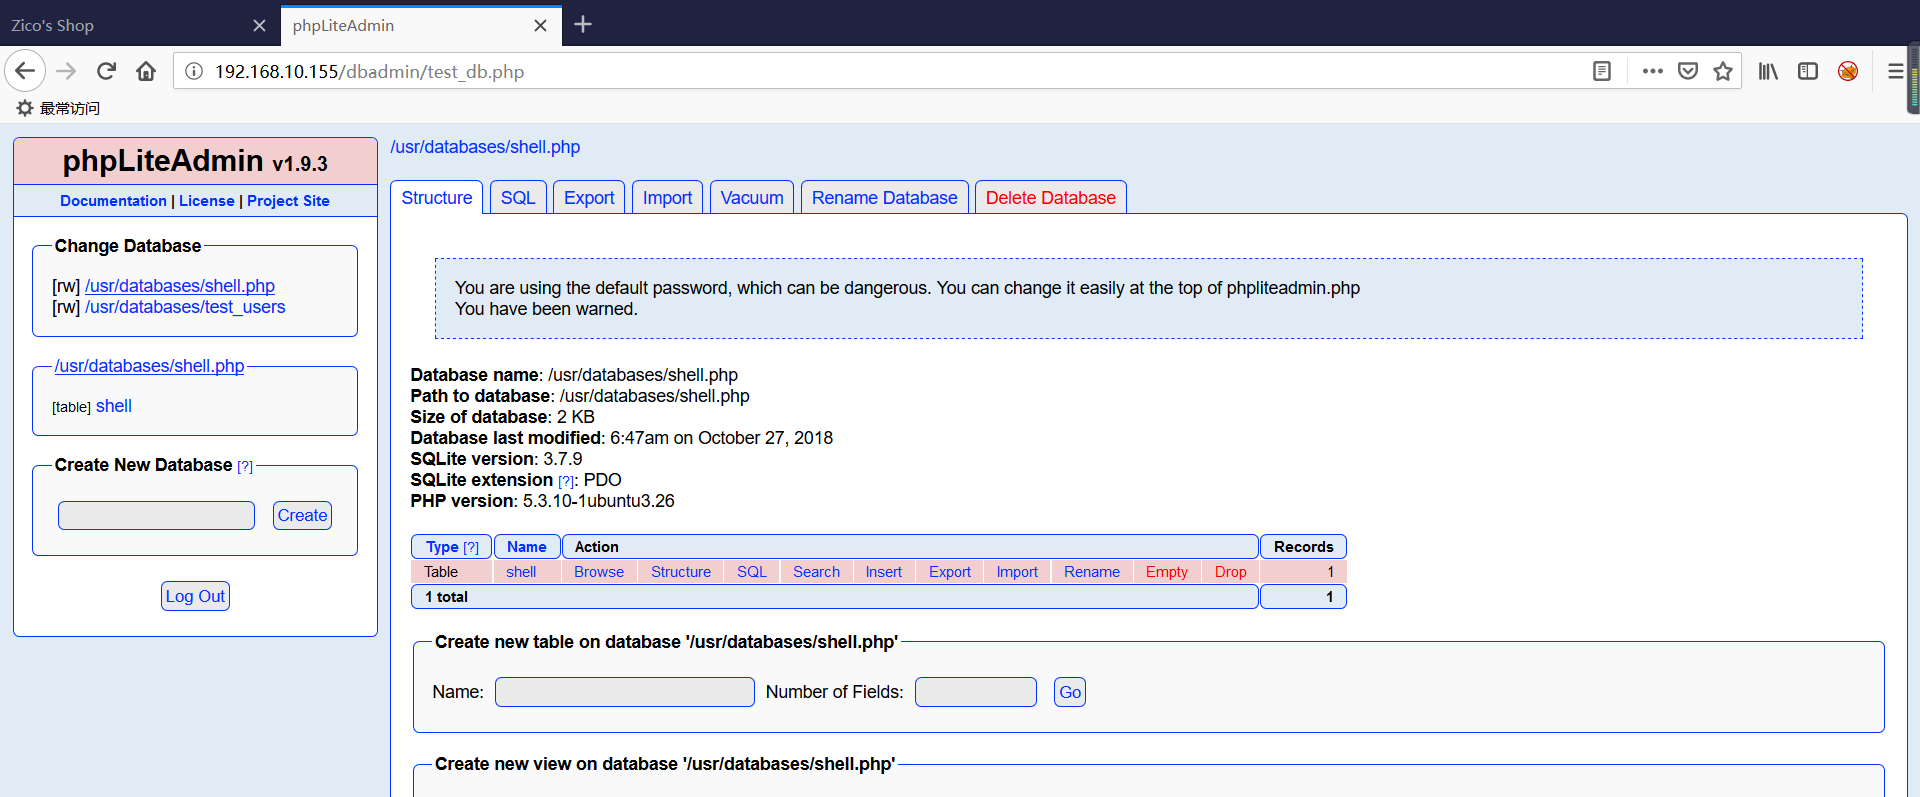 Zico's Shop
phpLiteAdmin
192.168.10.155/dbadmin/test_db.php
最常访问
phpLiteAdmin v1.9.3
Documentation | License | Project Site
Change Database
[rw] /usr/databases/shell.php
[rw] /usr/databases/test_users
/usr/databases/shell.php
[table] shell
Create New Database [?]
Create
Log Out
/usr/databases/shell.php
Structure SQL Export Import Vacuum Rename Database Delete Database
You are using the default password, which can be dangerous. You can change it easily at the top of phpliteadmin.php
You have been warned.
Database name: /usr/databases/shell.php
Path to database: /usr/databases/shell.php
Size of database: 2 KB
Database last modified: 6:47am on October 27, 2018
SQLite version: 3.7.9
SQLite extension [?]: PDO
PHP version: 5.3.10-1ubuntu3.26
Type [?] Name Action Records
Table shell Browse Structure SQL Search Insert Export Import Rename Empty Drop 1
1 total 1
Create new table on database '/usr/databases/shell.php'
Name: Number of Fields: Go
Create new view on database '/usr/databases/shell.php'